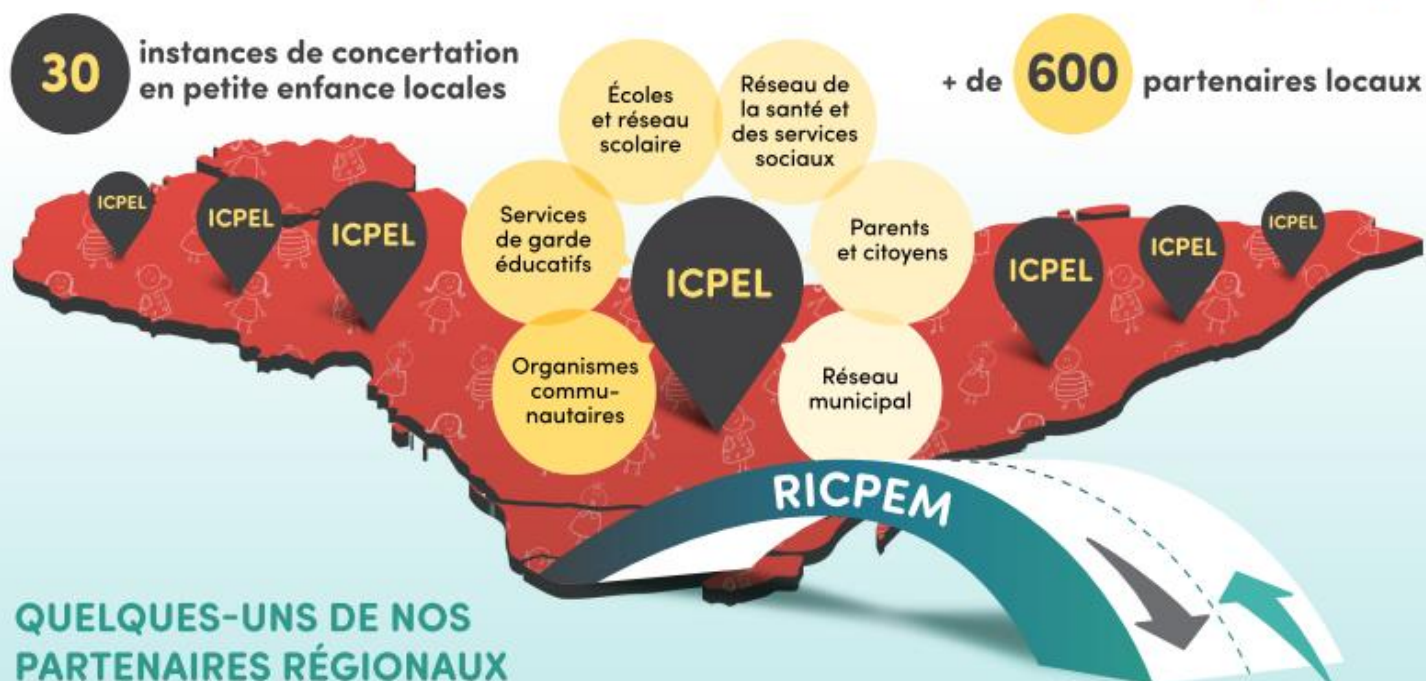 30
instances de concertation
en petite enfance locales
+ de 600 partenaires locaux
Écoles
et réseau
scolaire
Réseau de
la santé et
des services
sociaux
Services
de garde
éducatifs
Parents
et citoyens
Organismes
commu-
nautaires
Réseau
municipal
ICPEL
ICPEL
ICPEL
ICPEL
ICPEL
ICPEL
ICPEL
RICPEM
QUELQUES-UNS DE NOS
PARTENAIRES RÉGIONAUX